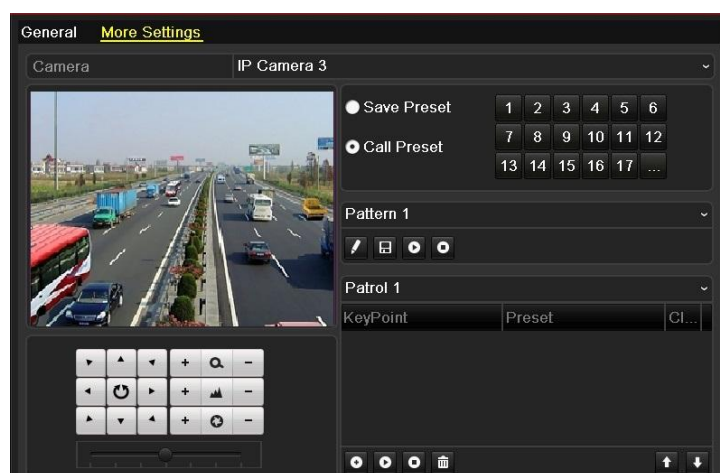 General More Settings
Camera IP Camera 3
Save Preset
Call Preset
1 2 3 4 5 6
7 8 9 10 11 12
13 14 15 16 17 ...
Pattern 1
Patrol 1
KeyPoint Preset Cl...